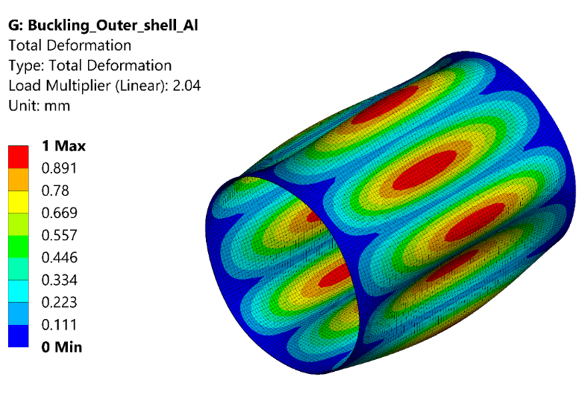 G: Buckling_Outer_shell_Al
Total Deformation
Type: Total Deformation
Load Multiplier (Linear): 2.04
Unit: mm
1 Max
0.891
0.78
0.669
0.557
0.446
0.334
0.223
0.111
0 Min